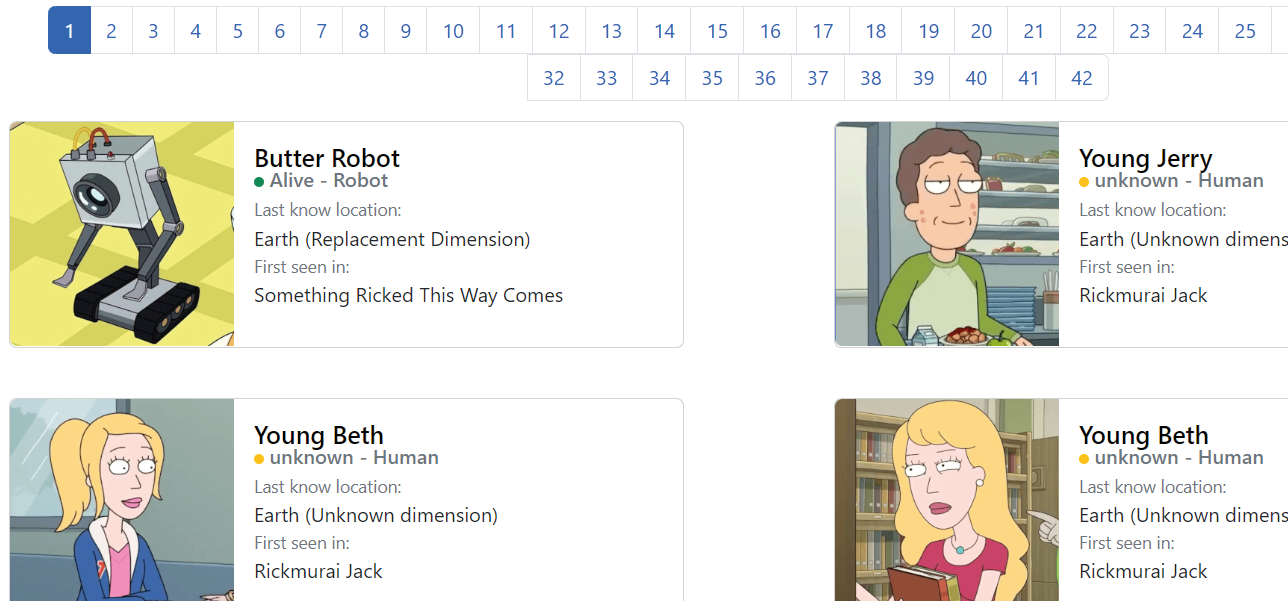 1 2 3 4 5 6 7 8 9 10 11 12 13 14 15 16 17 18 19 20 21 22 23 24 25
32 33 34 35 36 37 38 39 40 41 42
Butter Robot
Alive - Robot
Last know location:
Earth (Replacement Dimension)
First seen in:
Something Ricked This Way Comes
Young Jerry
unknown - Human
Last know location:
Earth (Unknown dimens
First seen in:
Rickmurai Jack
Young Beth
unknown - Human
Last know location:
Earth (Unknown dimension)
First seen in:
Rickmurai Jack
Young Beth
unknown - Human
Last know location:
Earth (Unknown dimens
First seen in:
Rickmurai Jack